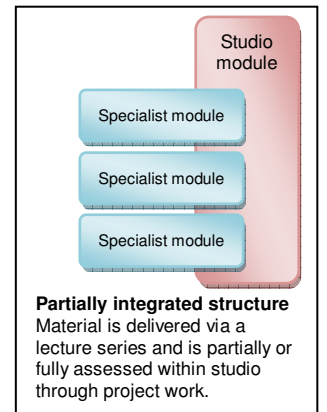 Studio
module
Specialist module
Specialist module
Specialist module
Partially integrated structure
Material is delivered via a
lecture series and is partially or
fully assessed within studio
through project work.